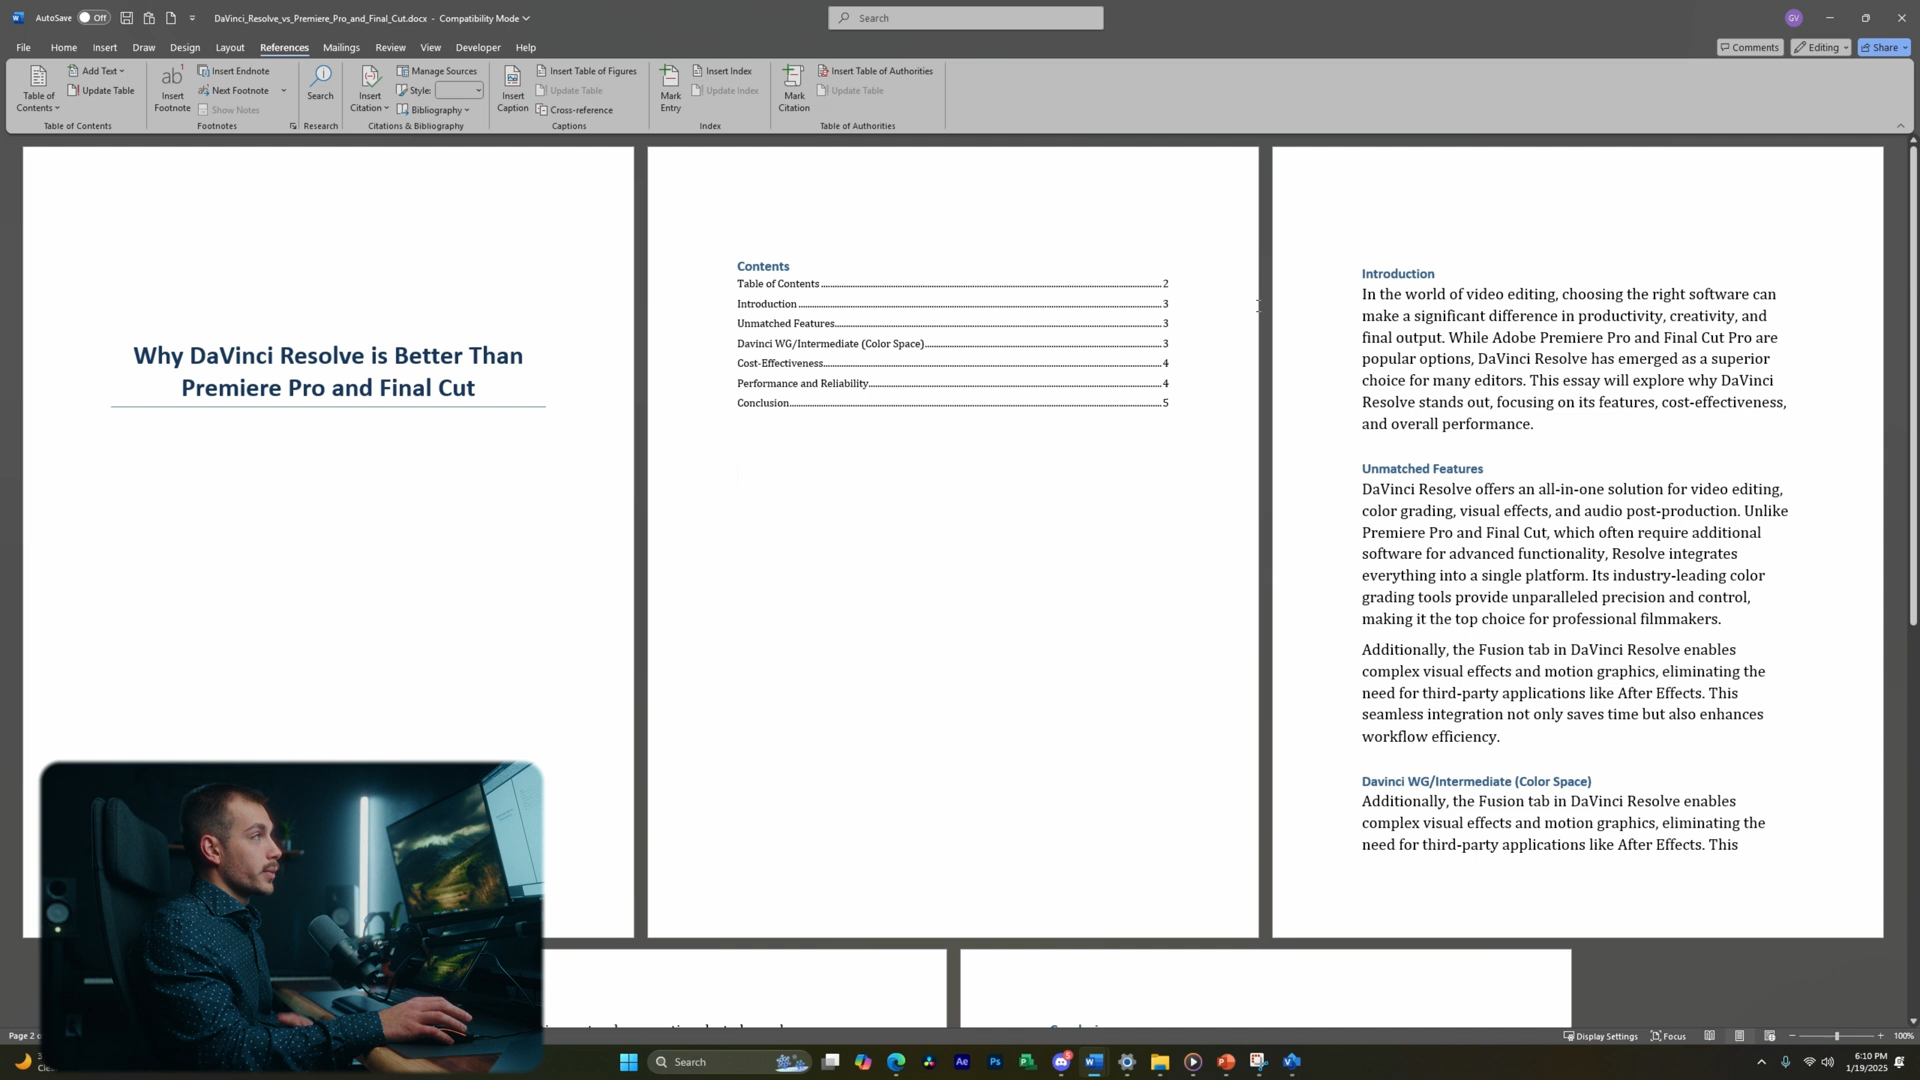 AutoSave Off DaVinci_Resolve_vs_Premiere_Pro_and_Final_Cut.docx - Compatibility Mode Search GV
File Home Insert Draw Design Layout References Mailings Review View Developer Help Comments Editing Share
Table of Contents
Add Text
Update Table
Table of Contents
ab
Insert Footnote
Insert Endnote
Next Footnote
Show Notes
Footnotes
Search
Research
Insert Citation
Manage Sources
Style:
Bibliography
Citations & Bibliography
Insert Caption
Insert Table of Figures
Update Table
Cross-reference
Captions
Mark Entry
Insert Index
Update Index
Index
Mark Citation
Insert Table of Authorities
Update Table
Table of Authorities
Why DaVinci Resolve is Better Than
Premiere Pro and Final Cut
Contents
Table of Contents 2
Introduction 3
Unmatched Features 3
Davinci WG/Intermediate (Color Space) 3
Cost-Effectiveness 4
Performance and Reliability 4
Conclusion 5
Introduction
In the world of video editing, choosing the right software can
make a significant difference in productivity, creativity, and
final output. While Adobe Premiere Pro and Final Cut Pro are
popular options, DaVinci Resolve has emerged as a superior
choice for many editors. This essay will explore why DaVinci
Resolve stands out, focusing on its features, cost-effectiveness,
and overall performance.
Unmatched Features
DaVinci Resolve offers an all-in-one solution for video editing,
color grading, visual effects, and audio post-production. Unlike
Premiere Pro and Final Cut, which often require additional
software for advanced functionality, Resolve integrates
everything into a single platform. Its industry-leading color
grading tools provide unparalleled precision and control,
making it the top choice for professional filmmakers.
Additionally, the Fusion tab in DaVinci Resolve enables
complex visual effects and motion graphics, eliminating the
need for third-party applications like After Effects. This
seamless integration not only saves time but also enhances
workflow efficiency.
Davinci WG/Intermediate (Color Space)
Additionally, the Fusion tab in DaVinci Resolve enables
complex visual effects and motion graphics, eliminating the
need for third-party applications like After Effects. This
Page 2 Display Settings Focus 100%
Search Ae Ps 6:10 PM
1/19/2025